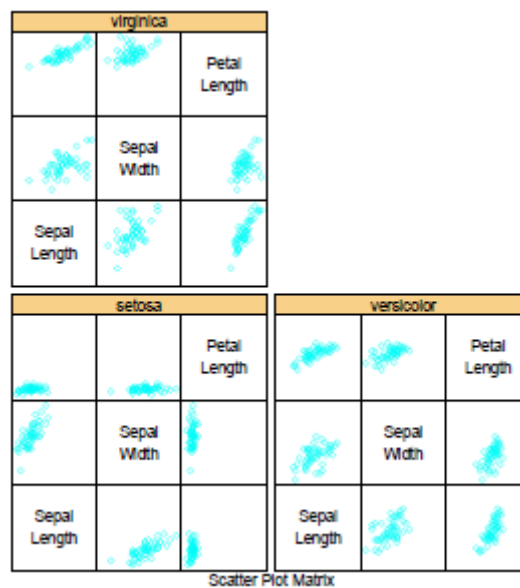 virginica
Petal
Length
Sepal
Width
Sepal
Length
setosa
Petal
Length
Sepal
Width
Sepal
Length
versicolor
Petal
Length
Sepal
Width
Sepal
Length
Scatter Plot Matrix